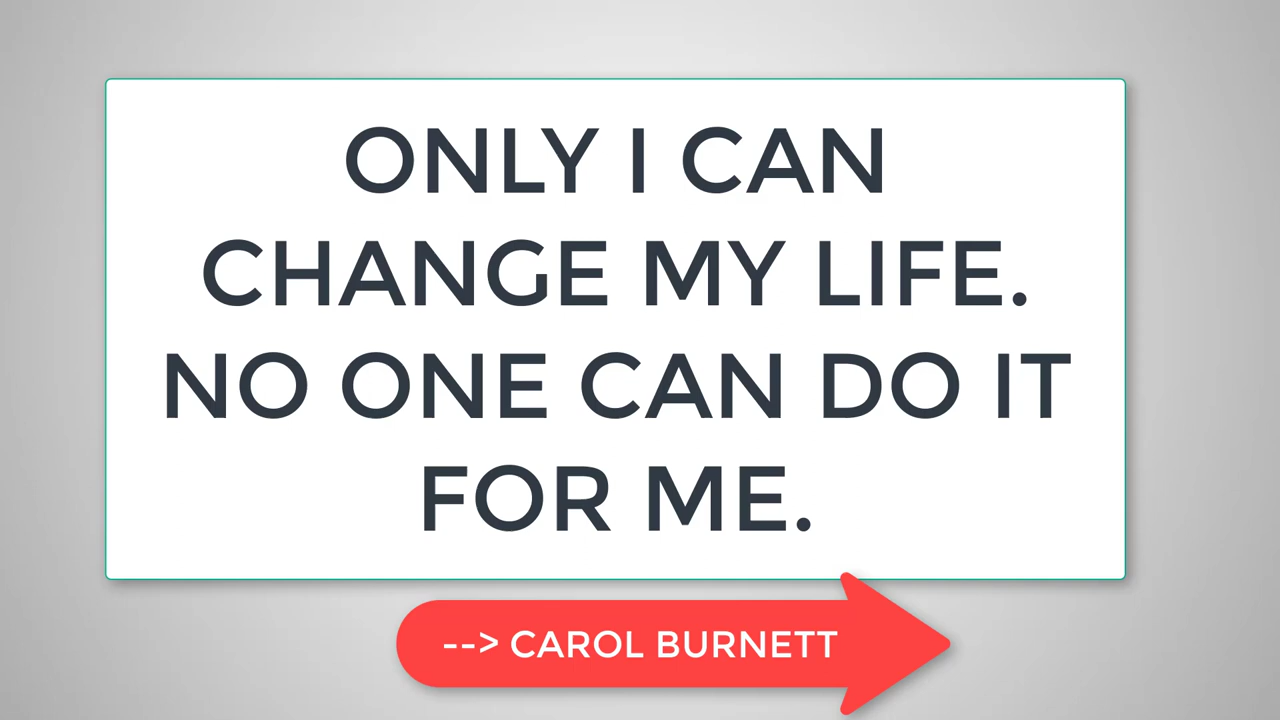 ONLY I CAN
CHANGE MY LIFE.
NO ONE CAN DO IT
FOR ME.
--> CAROL BURNETT